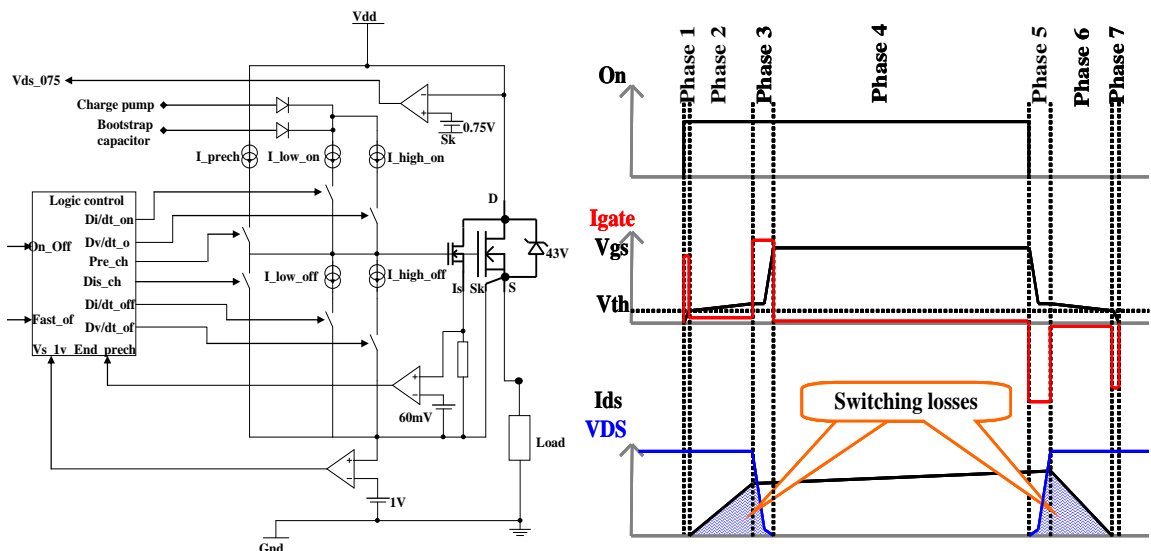 Vdd
Vds_075
Charge pump
Bootstrap
capacitor
0.75V
Sk
I_prech
I_low_on
I_high_on
Logic control
Di/dt_on
On_Off
Dv/dt_o
Pre_ch
Dis_ch
Di/dt_off
Fast_of
Dv/dt_of
Vs_1v
End_prech
I_low_off
I_high_off
D
43V
Is
Sk
S
60mV
Load
1V
Gnd
Phase 1
Phase 2
Phase 3
Phase 4
Phase 5
Phase 6
Phase 7
On
Igate
Vgs
Vth
Ids
VDS
Switching losses